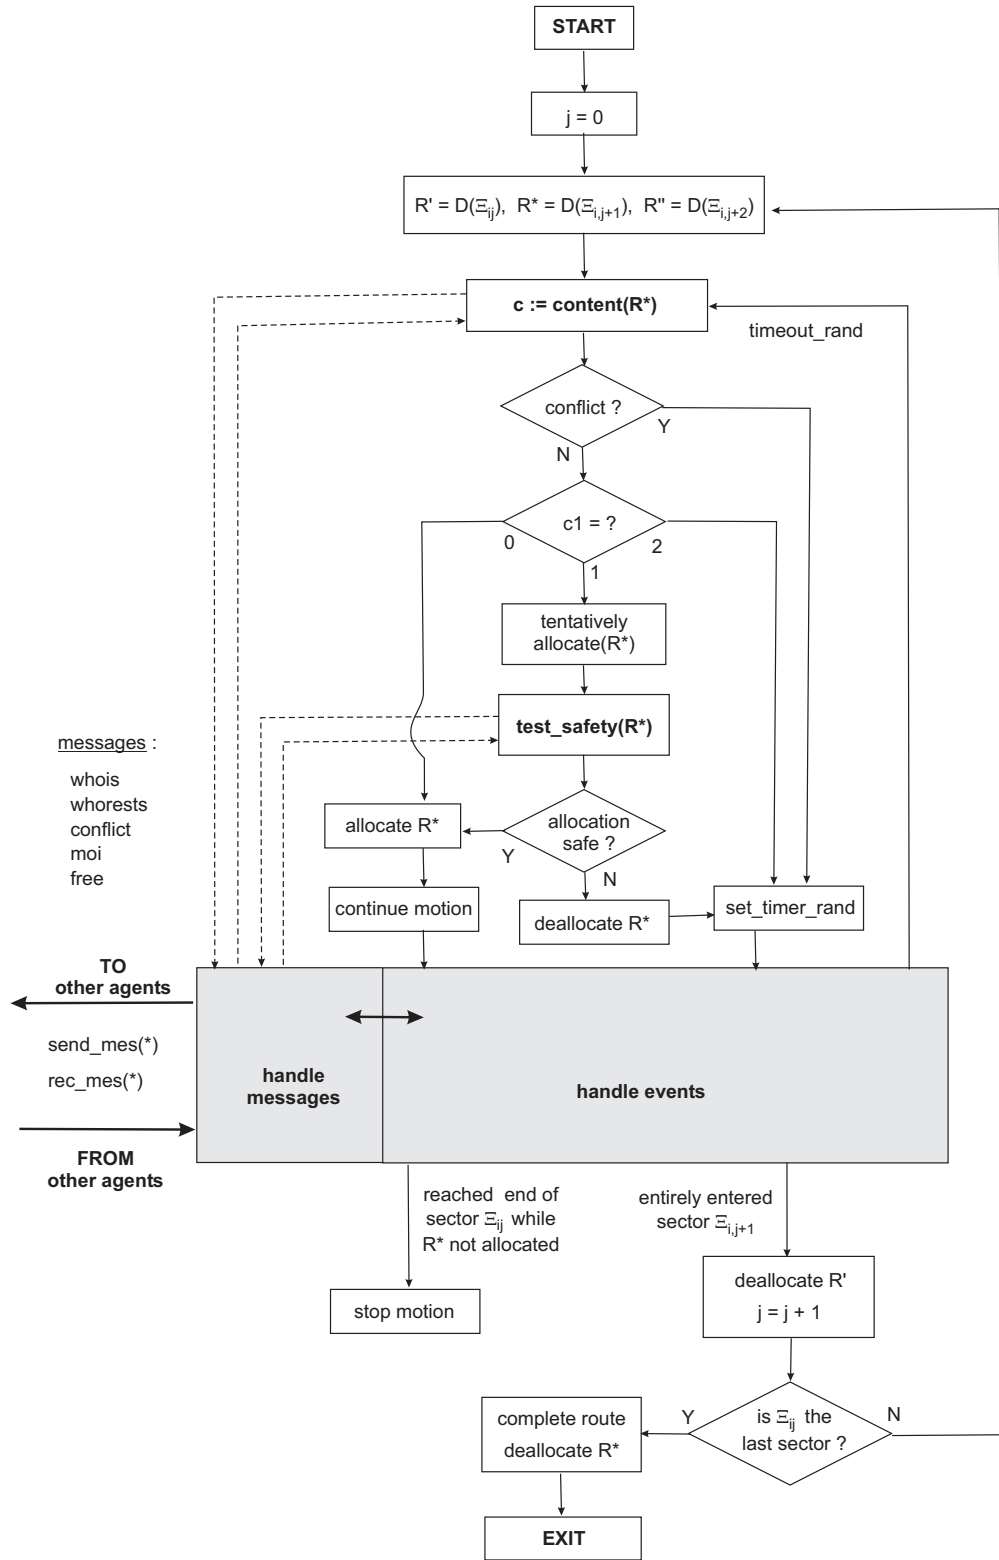 START
j = 0
R' = D(Ξij), R* = D(Ξi,j+1), R" = D(Ξi,j+2)
c := content(R*)
timeout_rand
conflict ?
Y
N
c1 = ?
0
2
1
tentatively
allocate(R*)
test_safety(R*)
messages :
whois
whorests
conflict
moi
free
allocate R*
allocation
safe ?
Y
N
continue motion
deallocate R*
set_timer_rand
TO
other agents
send_mes(*)
rec_mes(*)
handle
messages
handle events
FROM
other agents
reached end of
sector Ξij while
R* not allocated
entirely entered
sector Ξi,j+1
stop motion
deallocate R'
j = j + 1
complete route
deallocate R*
Y
is Ξij the
last sector ?
N
EXIT